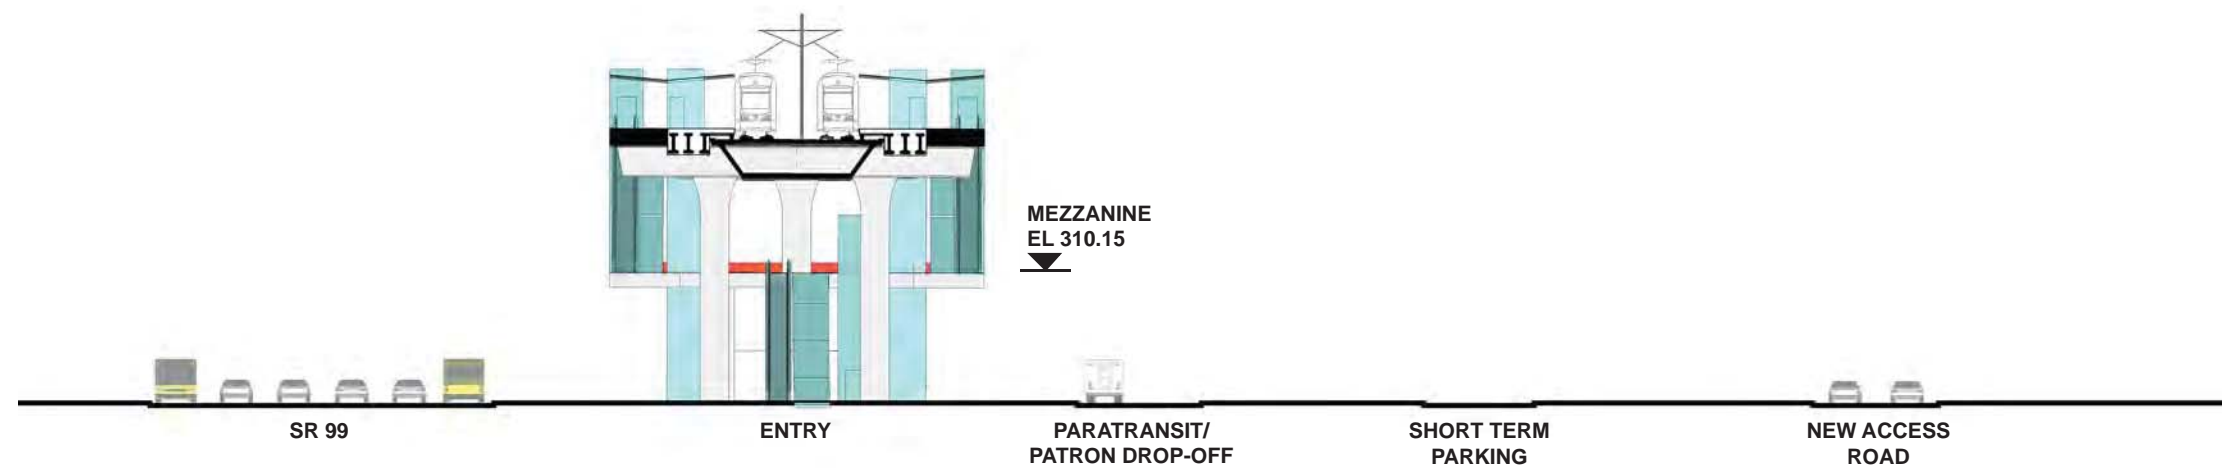 MEZZANINE
EL 310.15
SR 99
ENTRY
PARATRANSIT/
PATRON DROP-OFF
SHORT TERM
PARKING
NEW ACCESS
ROAD